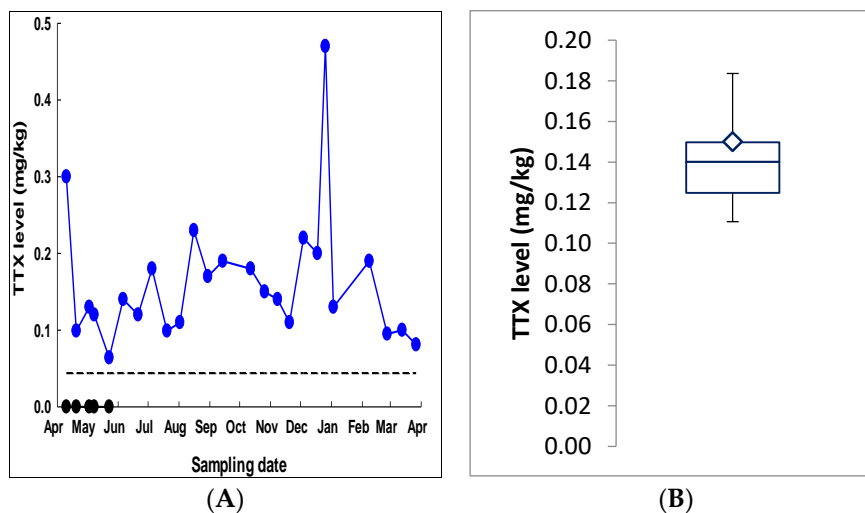 TTX level (mg/kg)
0.5
0.4
0.3
0.2
0.1
0.0
Apr May Jun Jul Aug Sep Oct Nov Dec Jan Feb Mar Apr
Sampling date
(A)
TTX level (mg/kg)
0.20
0.18
0.16
0.14
0.12
0.10
0.08
0.06
0.04
0.02
0.00
(B)